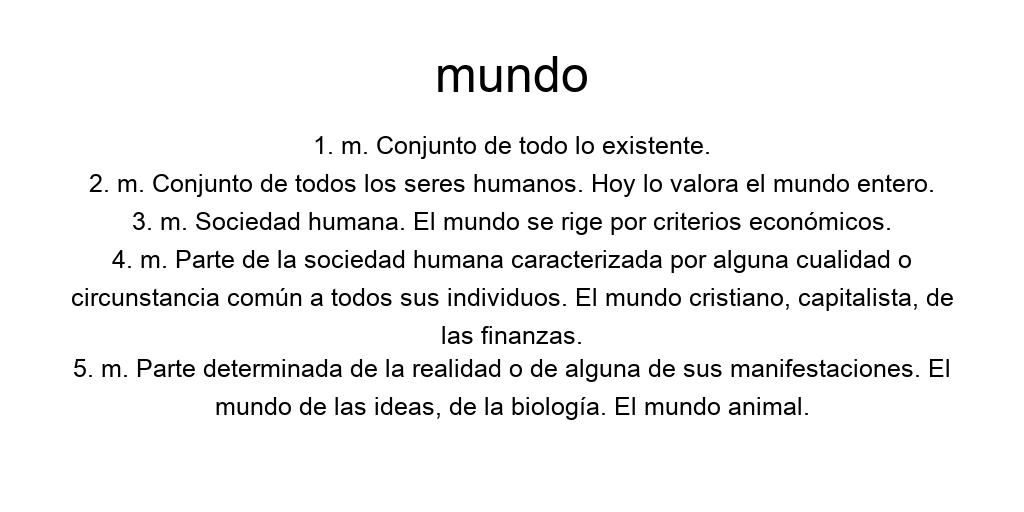 mundo
1. m. Conjunto de todo lo existente.
2. m. Conjunto de todos los seres humanos. Hoy lo valora el mundo entero.
3. m. Sociedad humana. El mundo se rige por criterios económicos.
4. m. Parte de la sociedad humana caracterizada por alguna cualidad o
circunstancia común a todos sus individuos. El mundo cristiano, capitalista, de
las finanzas.
5. m. Parte determinada de la realidad o de alguna de sus manifestaciones. El
mundo de las ideas, de la biología. El mundo animal.